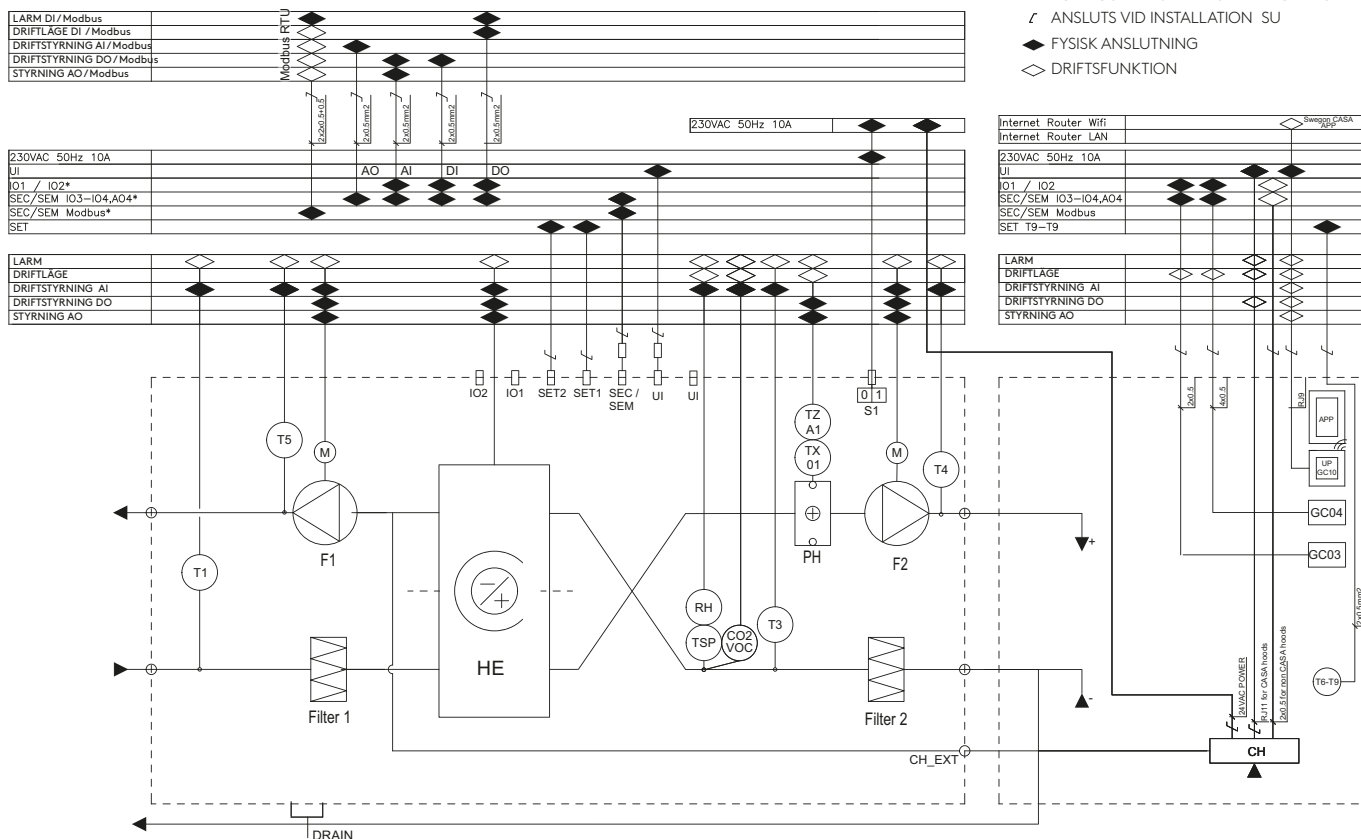 LARM DI/Modbus
DRIFTLÄGE DI /Modbus
DRIFTSTYRNING AI/Modbus
DRIFTSTYRNING DO/Modbus
STYRNING AO/Modbus
Modbus RTU
ANSLUTS VID INSTALLATION SU
FYSISK ANSLUTNING
DRIFTSFUNKTION
2x2x0.5+0.5
2x0.5mm2
2x0.5mm2
2x0.5mm2
2x0.5mm2
230VAC 50Hz 10A
Internet Router Wifi
Internet Router LAN
Swegon CASA
APP
230VAC 50Hz 10A
UI
AO
AI
DI
DO
IO1 / IO2*
SEC/SEM IO3-IO4,AO4*
SEC/SEM Modbus*
SET
230VAC 50Hz 10A
UI
IO1 / IO2
SEC/SEM IO3-IO4,AO4
SEC/SEM Modbus
SET T9-T9
LARM
DRIFTLÄGE
DRIFTSTYRNING AI
DRIFTSTYRNING DO
STYRNING AO
LARM
DRIFTLÄGE
DRIFTSTYRNING AI
DRIFTSTYRNING DO
STYRNING AO
IO2
IO1
SET2
SET1
SEC /
SEM
UI
UI
0 1
S1
2x0.5
4x0.5
RJ9
APP
UP
GC10
GC04
GC03
T5
M
TZ
A1
TX
01
M
T4
F1
PH
F2
+
T1
RH
TSP
CO2
VOC
T3
HE
Filter 1
Filter 2
-
2x0.5mm2
T6-T9
24VAC POWER
RJ11 for CASA hoods
2x0.5 for non CASA hoods
CH_EXT
CH
DRAIN